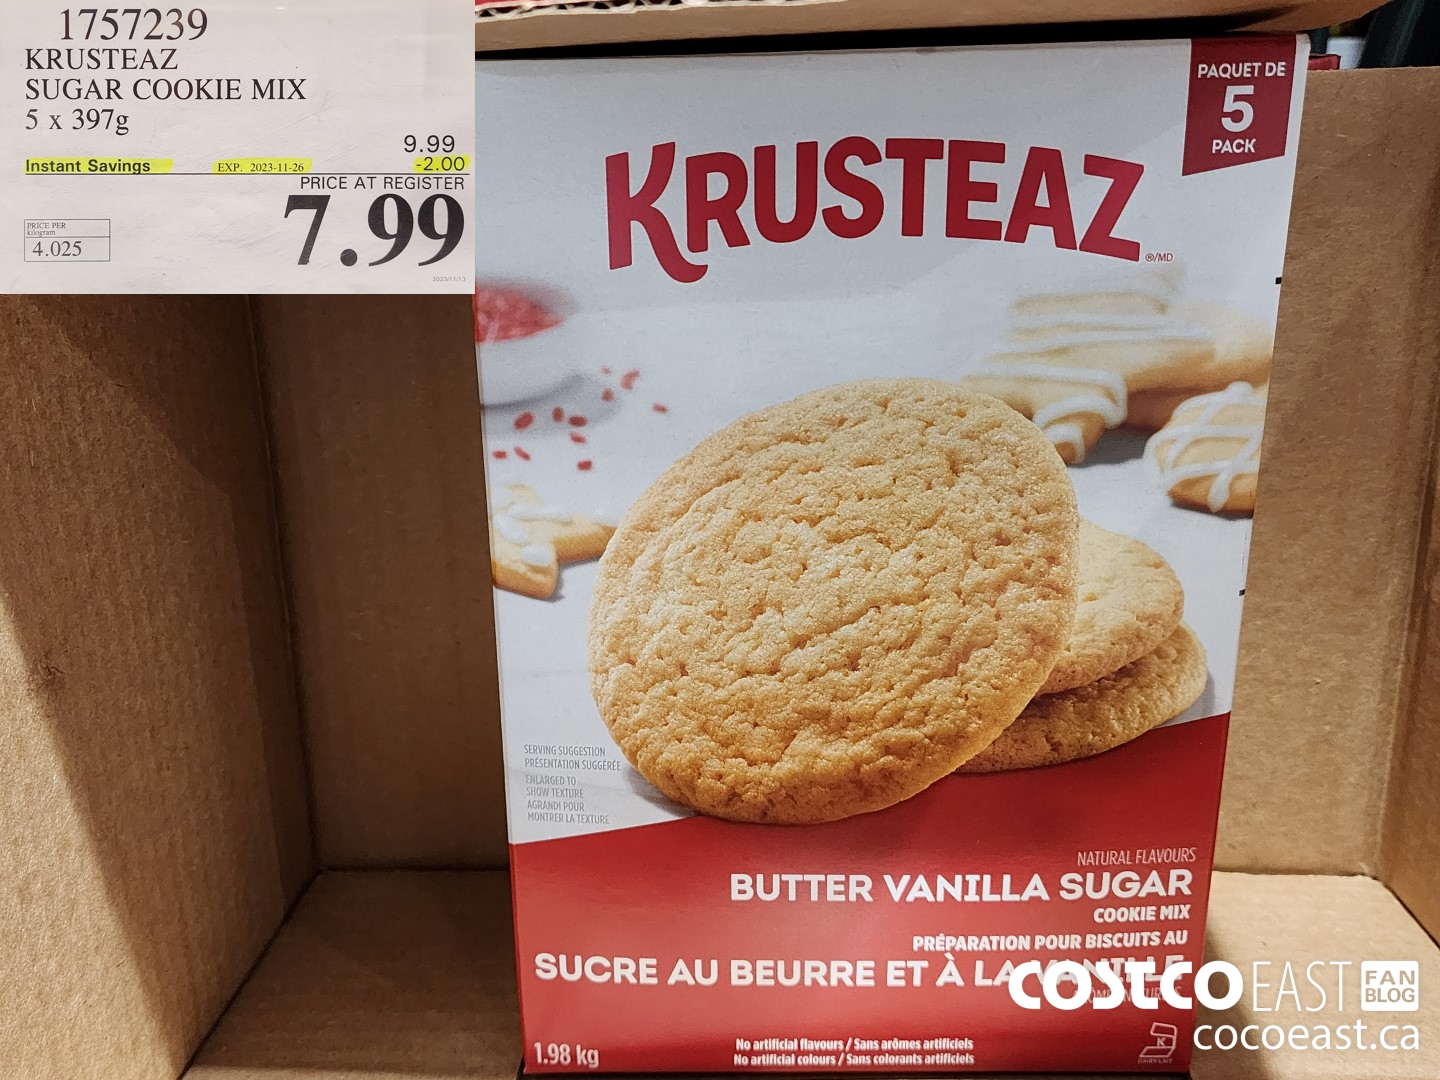 1757239
KRUSTEAZ
SUGAR COOKIE MIX
5 x 397g
9.99
Instant Savings EXP. 2023-11-26 -2.00
PRICE AT REGISTER
7.99
PRICE PER
kilogram
4.025
2023/11/13
PAQUET DE
5
PACK
KRUSTEAZ
®/MD
SERVING SUGGESTION
PRÉSENTATION SUGGÉRÉE
ENLARGED TO
SHOW TEXTURE
AGRANDI POUR
MONTRER LA TEXTURE
NATURAL FLAVOURS
BUTTER VANILLA SUGAR
COOKIE MIX
PRÉPARATION POUR BISCUITS AU
SUCRE AU BEURRE ET À LA VANILLE
1.98 kg
No artificial flavours / Sans arômes artificiels
No artificial colours / Sans colorants artificiels
K
DAIRY-LAIT
COSTCO EAST FAN BLOG
cocoeast.ca